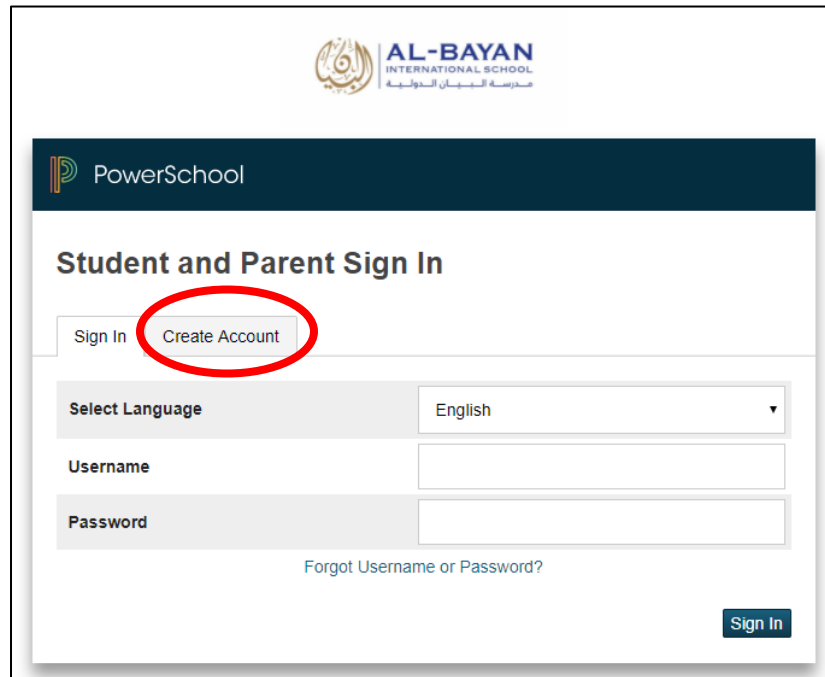 AL-BAYAN
INTERNATIONAL SCHOOL
مدرسة البيان الدولية
PowerSchool
Student and Parent Sign In
Sign In Create Account
Select Language English
Username
Password
Forgot Username or Password?
Sign In